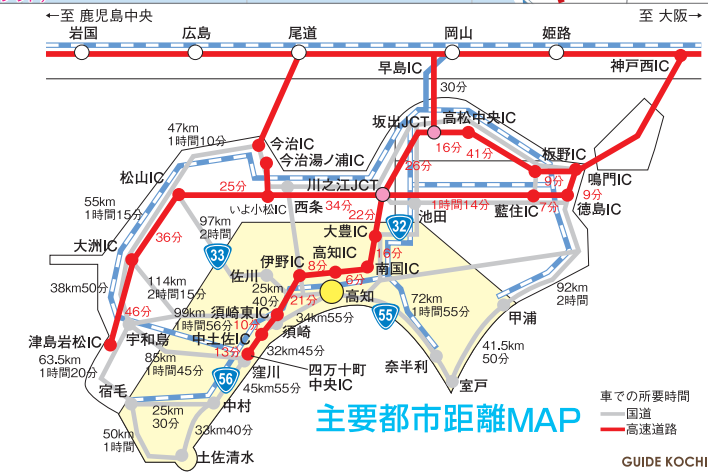 ←至 鹿児島中央
至 大阪→
岩国
広島
尾道
岡山
姫路
早島IC
神戸西IC
30分
坂出JCT
高松中央IC
16分
41分
板野IC
9分
鳴門IC
9分
徳島IC
7分
藍住IC
1時間14分
26分
47km
1時間10分
今治IC
今治湯ノ浦IC
松山IC
25分
いよ小松IC
西条
川之江JCT
34分
22分
池田
55km
1時間15分
97km
2時間
大豊IC
32
16分
大洲IC
36分
33
伊野IC
高知IC
8分
6分
南国IC
佐川
25km
40分
21分
高知
38km50分
114km
2時間15分
46分
99km
1時間56分
須崎東IC
10分
34km55分
72km
1時間55分
92km
2時間
55
甲浦
津島岩松IC
宇和島
中土佐IC
13分
須崎
32km45分
41.5km
50分
63.5km
1時間20分
85km
1時間45分
窪川
四万十町
中央IC
奈半利
室戸
56
45km55分
宿毛
25km
30分
中村
33km40分
50km
1時間
土佐清水
主要都市距離MAP
車での所要時間
国道
高速道路
GUIDE KOCHI